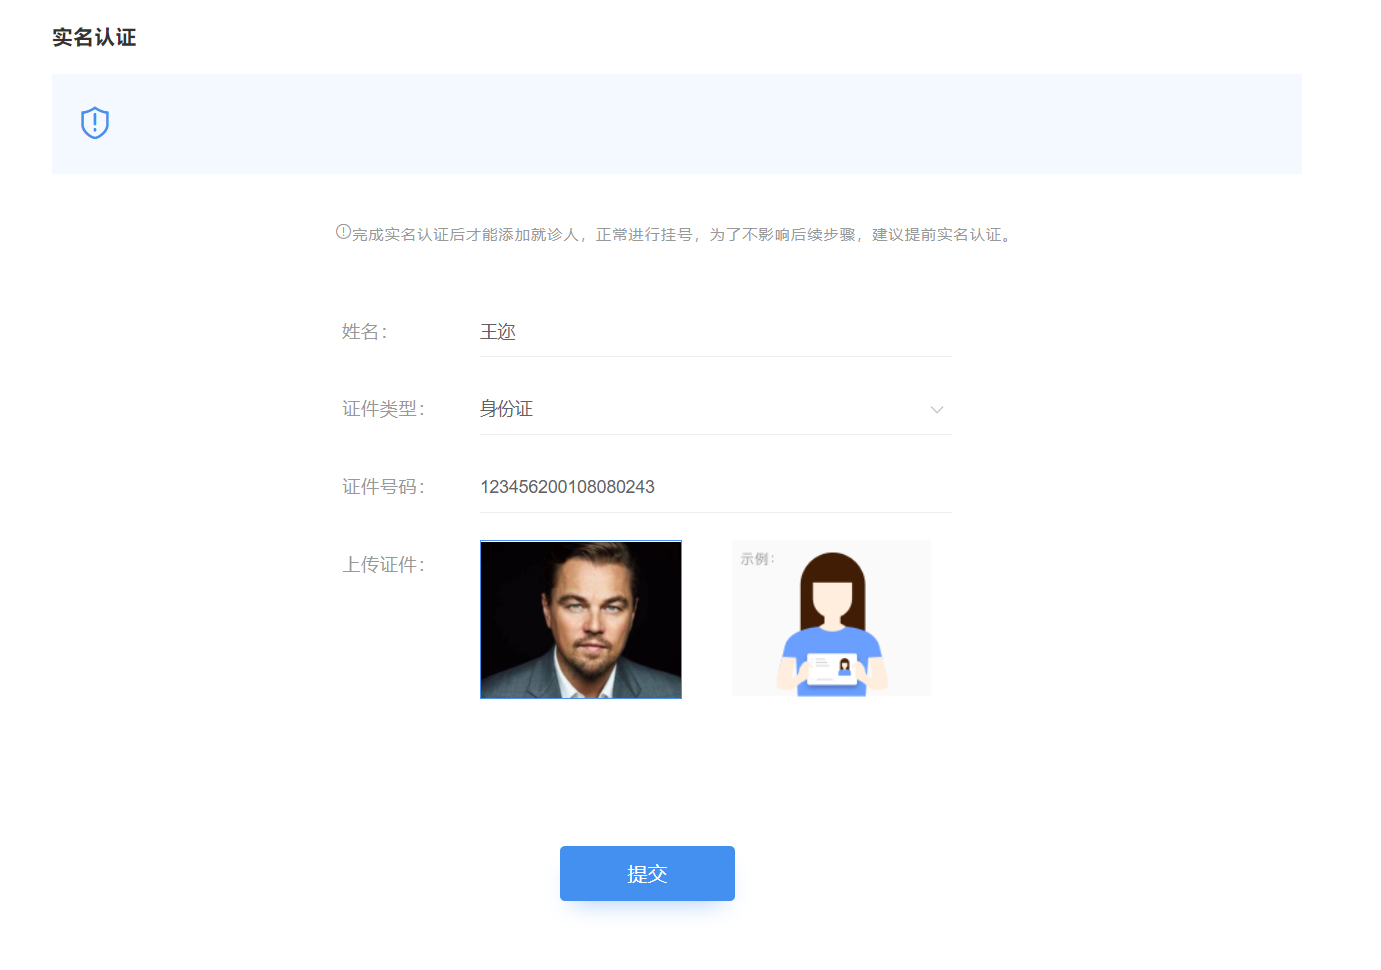 实名认证
完成实名认证后才能添加就诊人，正常进行挂号，为了不影响后续步骤，建议提前实名认证。
姓名： 王迩
证件类型： 身份证
证件号码： 123456200108080243
上传证件： 示例：
提交